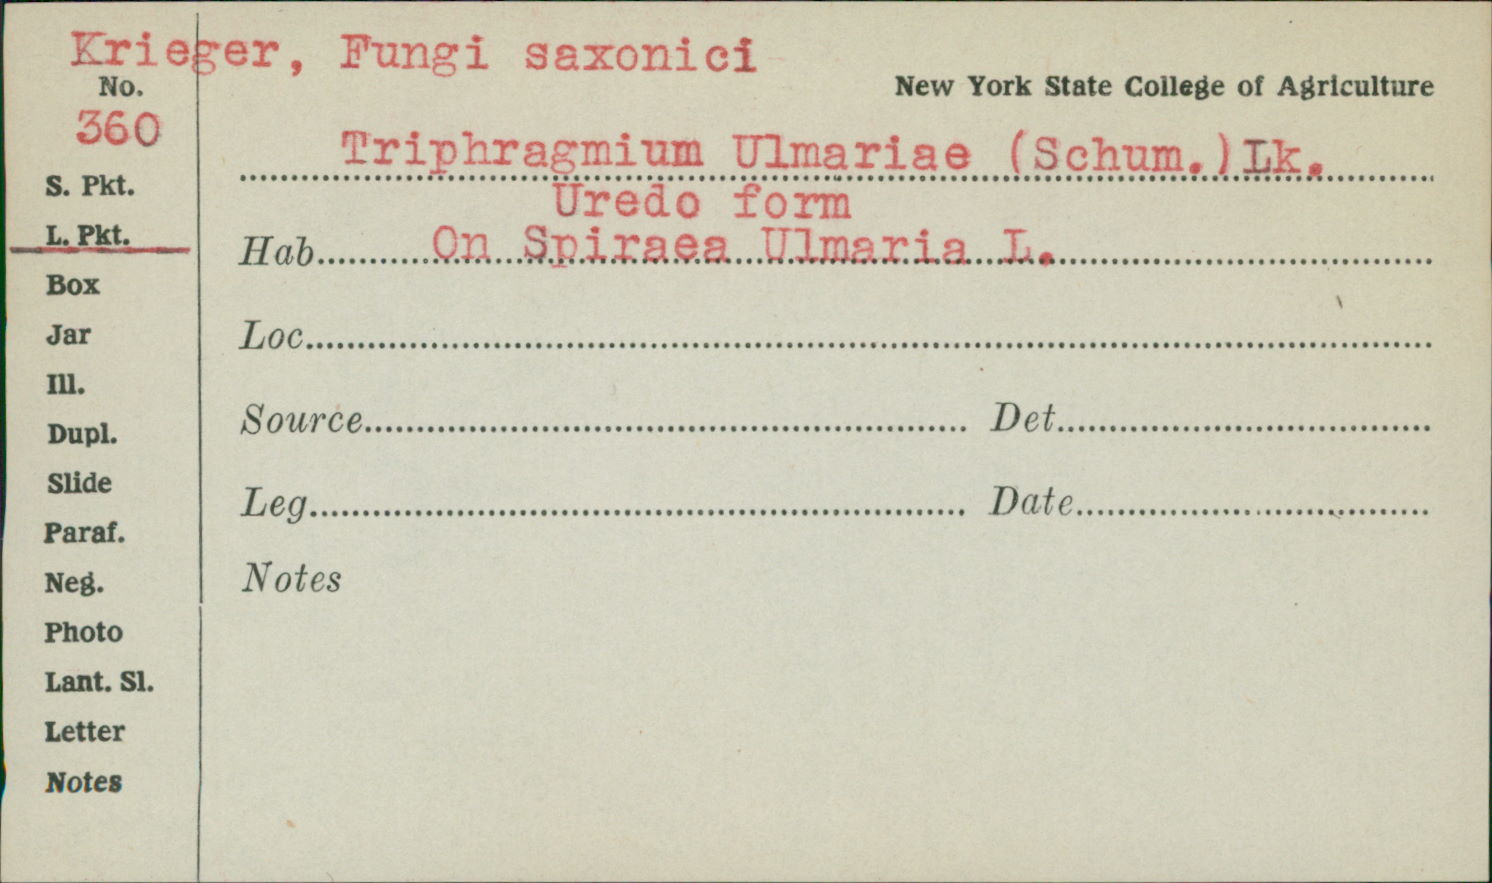 Krieger, Fungi saxonici
No.
New York State College of Agriculture
360
Triphragmium Ulmariae (Schum.)Lk.
S. Pkt.
Uredo form
L. Pkt.
Hab. On Spiraea Ulmaria L.
Box
Jar
Loc.
Ill.
Source Det.
Dupl.
Slide
Leg. Date
Paraf.
Neg.
Notes
Photo
Lant. Sl.
Letter
Notes